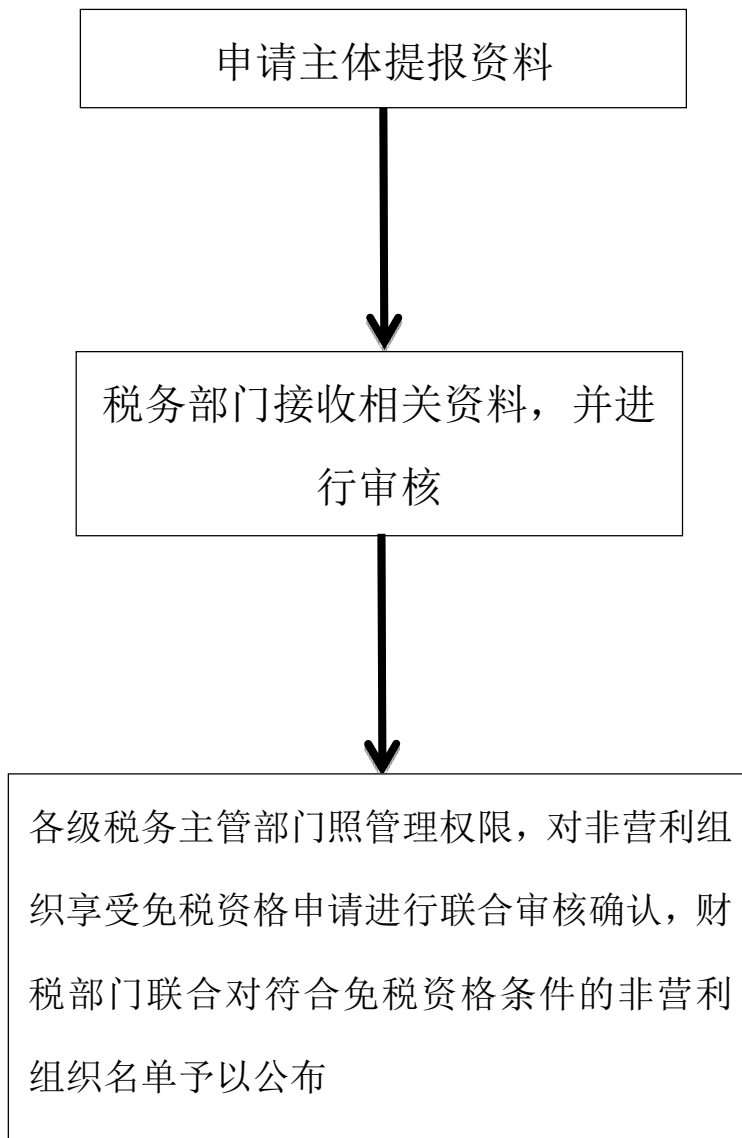 申请主体提报资料
税务部门接收相关资料，并进
行审核
各级税务主管部门照管理权限，对非营利组
织享受免税资格申请进行联合审核确认，财
税部门联合对符合免税资格条件的非营利
组织名单予以公布